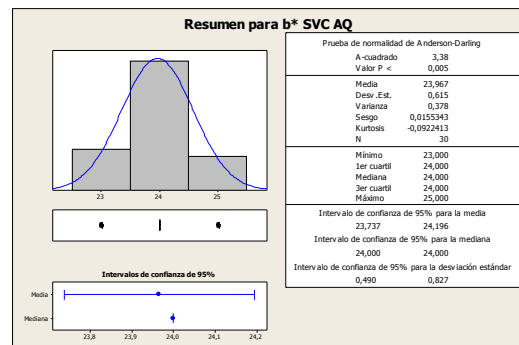 Resumen para b* SVC AQ
23 24 25
Intervalos de confianza de 95%
Media
Mediana
23,8 23,9 24,0 24,1 24,2
Prueba de normalidad de Anderson-Darling
A-cuadrado 3,38
Valor P < 0,005
Media 23,967
Desv.Est. 0,615
Varianza 0,378
Sesgo 0,0155343
Kurtosis -0,0922413
N 30
Mínimo 23,000
1er cuartil 24,000
Mediana 24,000
3er cuartil 24,000
Máximo 25,000
Intervalo de confianza de 95% para la media
23,737 24,196
Intervalo de confianza de 95% para la mediana
24,000 24,000
Intervalo de confianza de 95% para la desviación estándar
0,490 0,827